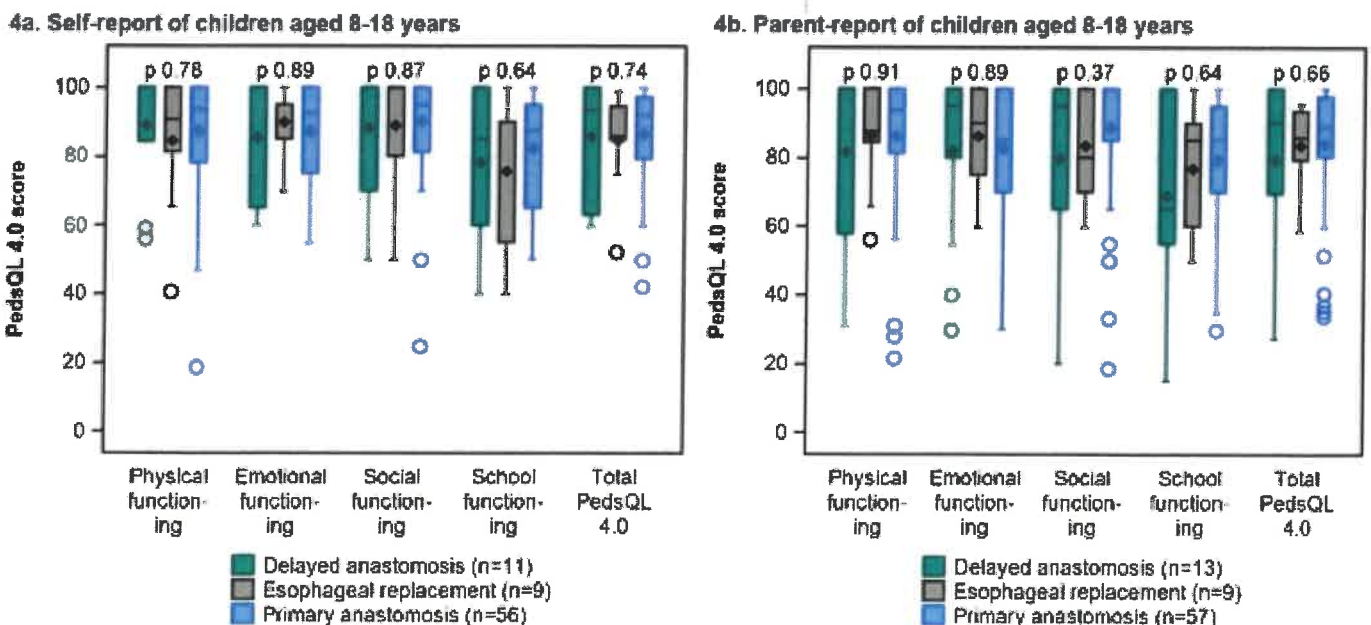 4a. Self-report of children aged 8-18 years
p 0.78 p 0.89 p 0.87 p 0.64 p 0.74
PedsQL 4.0 score
100
80
60
40
20
0
Physical function-ing
Emotional function-ing
Social function-ing
School function-ing
Total PedsQL 4.0
Delayed anastomosis (n=11)
Esophageal replacement (n=9)
Primary anastomosis (n=56)
4b. Parent-report of children aged 8-18 years
p 0.91 p 0.89 p 0.37 p 0.64 p 0.66
PedsQL 4.0 score
100
80
60
40
20
0
Physical function-ing
Emotional function-ing
Social function-ing
School function-ing
Total PedsQL 4.0
Delayed anastomosis (n=13)
Esophageal replacement (n=9)
Primary anastomosis (n=57)